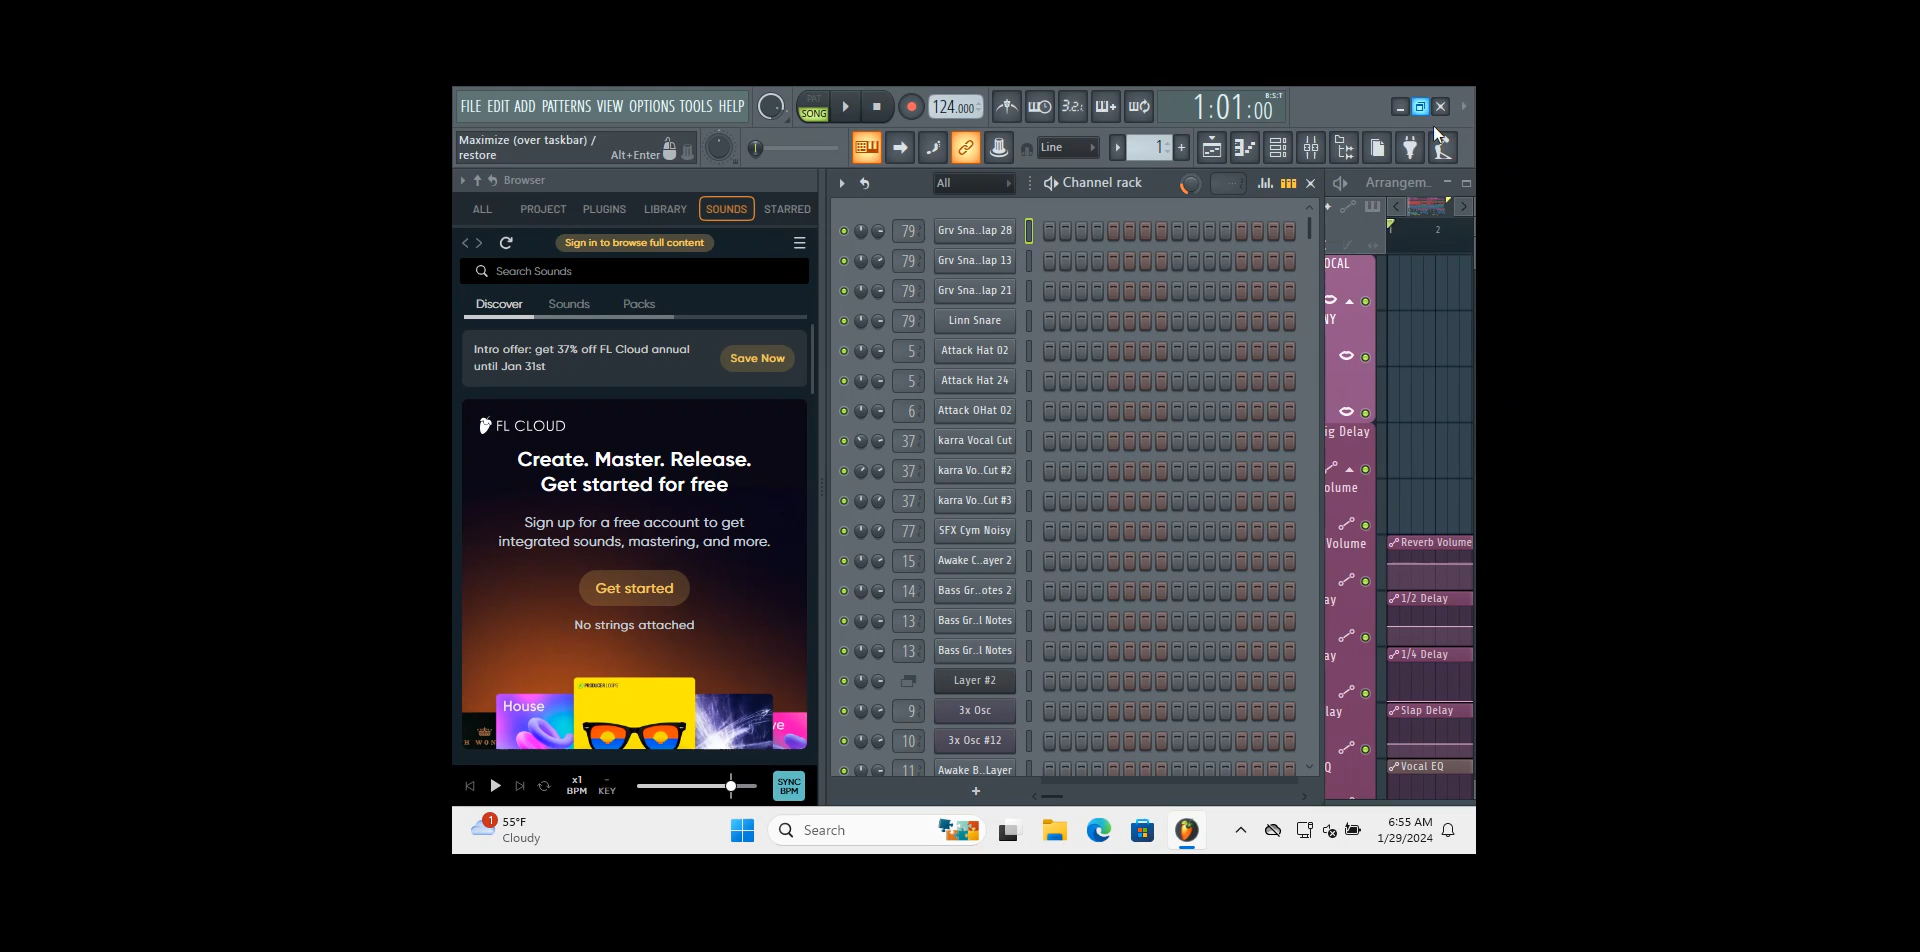 FILE EDIT ADD PATTERNS VIEW OPTIONS TOOLS HELP
PAT
SONG
124.000
3.2.
B:S:T
1:01:00
Maximize (over taskbar) /
restore
Alt+Enter
Line
1
Browser
ALL PROJECT PLUGINS LIBRARY SOUNDS STARRED
Sign in to browse full content
Search Sounds
Discover Sounds Packs
Intro offer: get 37% off FL Cloud annual
until Jan 31st
Save Now
FL CLOUD
Create. Master. Release.
Get started for free
Sign up for a free account to get
integrated sounds, mastering, and more.
Get started
No strings attached
PRODUCER LOOPS
House
ve
H WON
x1
BPM
KEY
SYNC
BPM
All
Channel rack
79 Grv Sna..lap 28
79 Grv Sna..lap 13
79 Grv Sna..lap 21
79 Linn Snare
5 Attack Hat 02
5 Attack Hat 24
6 Attack OHat 02
37 karra Vocal Cut
37 karra Vo..Cut #2
37 karra Vo..Cut #3
77 SFX Cym Noisy
15 Awake C..ayer 2
14 Bass Gr..otes 2
13 Bass Gr..l Notes
13 Bass Gr..l Notes
Layer #2
9 3x Osc
10 3x Osc #12
11 Awake B..Layer
+
Arrangem..
1 2
OCAL
NY
ig Delay
olume
Volume
Reverb Volume
ay
1/2 Delay
ay
1/4 Delay
lay
Slap Delay
Q
Vocal EQ
1
55°F
Cloudy
Search
6:55 AM
1/29/2024